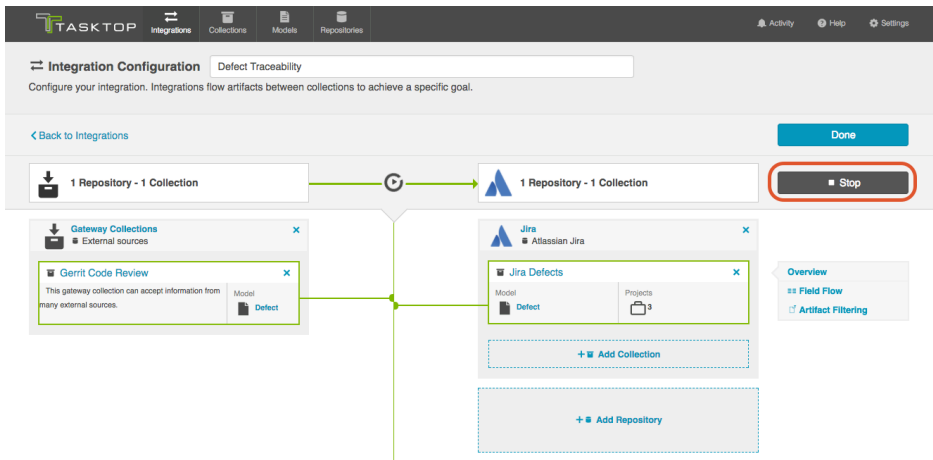 TASKTOP
Integrations
Collections
Models
Repositories
Activity
Help
Settings
Integration Configuration
Defect Traceability
Configure your integration. Integrations flow artifacts between collections to achieve a specific goal.
Back to Integrations
Done
1 Repository - 1 Collection
1 Repository - 1 Collection
Stop
Gateway Collections
External sources
Gerrit Code Review
This gateway collection can accept information from
many external sources.
Model
Defect
Jira
Atlassian Jira
Jira Defects
Model
Defect
Projects
3
+ Add Collection
+ Add Repository
Overview
Field Flow
Artifact Filtering